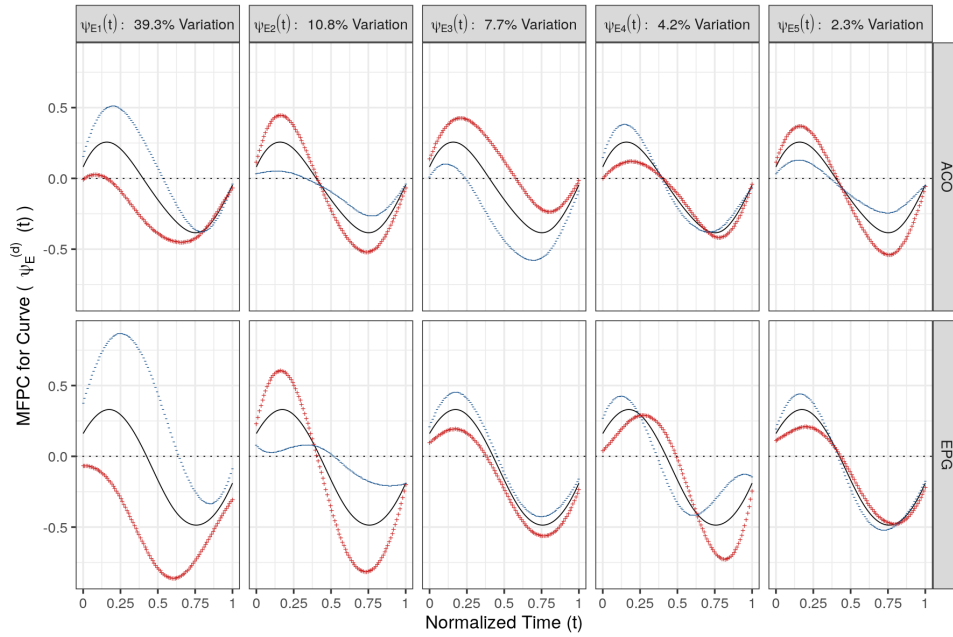 ψE1(t) : 39.3% Variation
ψE2(t) : 10.8% Variation
ψE3(t) : 7.7% Variation
ψE4(t) : 4.2% Variation
ψE5(t) : 2.3% Variation
0.5
0.0
-0.5
ACO
0.5
0.0
-0.5
EPG
MFPC for Curve ( ψE(d) (t) )
0 0.25 0.5 0.75 1
0 0.25 0.5 0.75 1
0 0.25 0.5 0.75 1
0 0.25 0.5 0.75 1
0 0.25 0.5 0.75 1
Normalized Time (t)